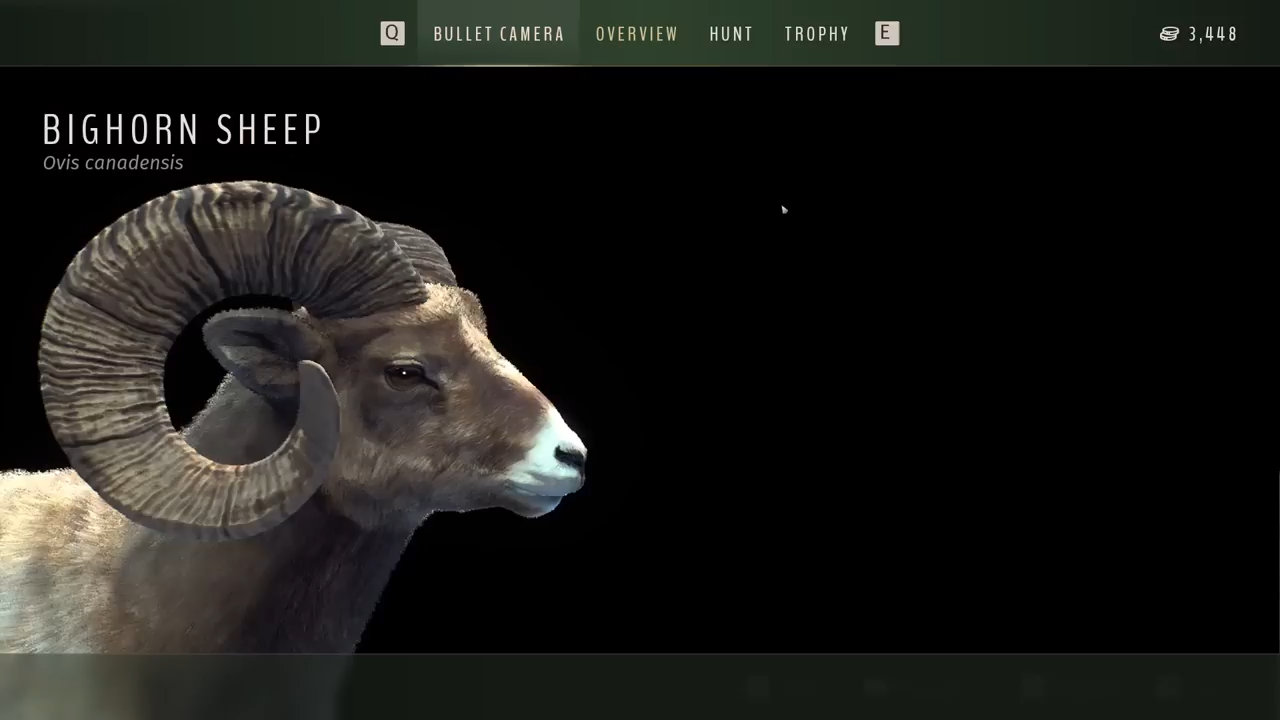 Q BULLET CAMERA OVERVIEW HUNT TROPHY E 3,448
BIGHORN SHEEP
Ovis canadensis